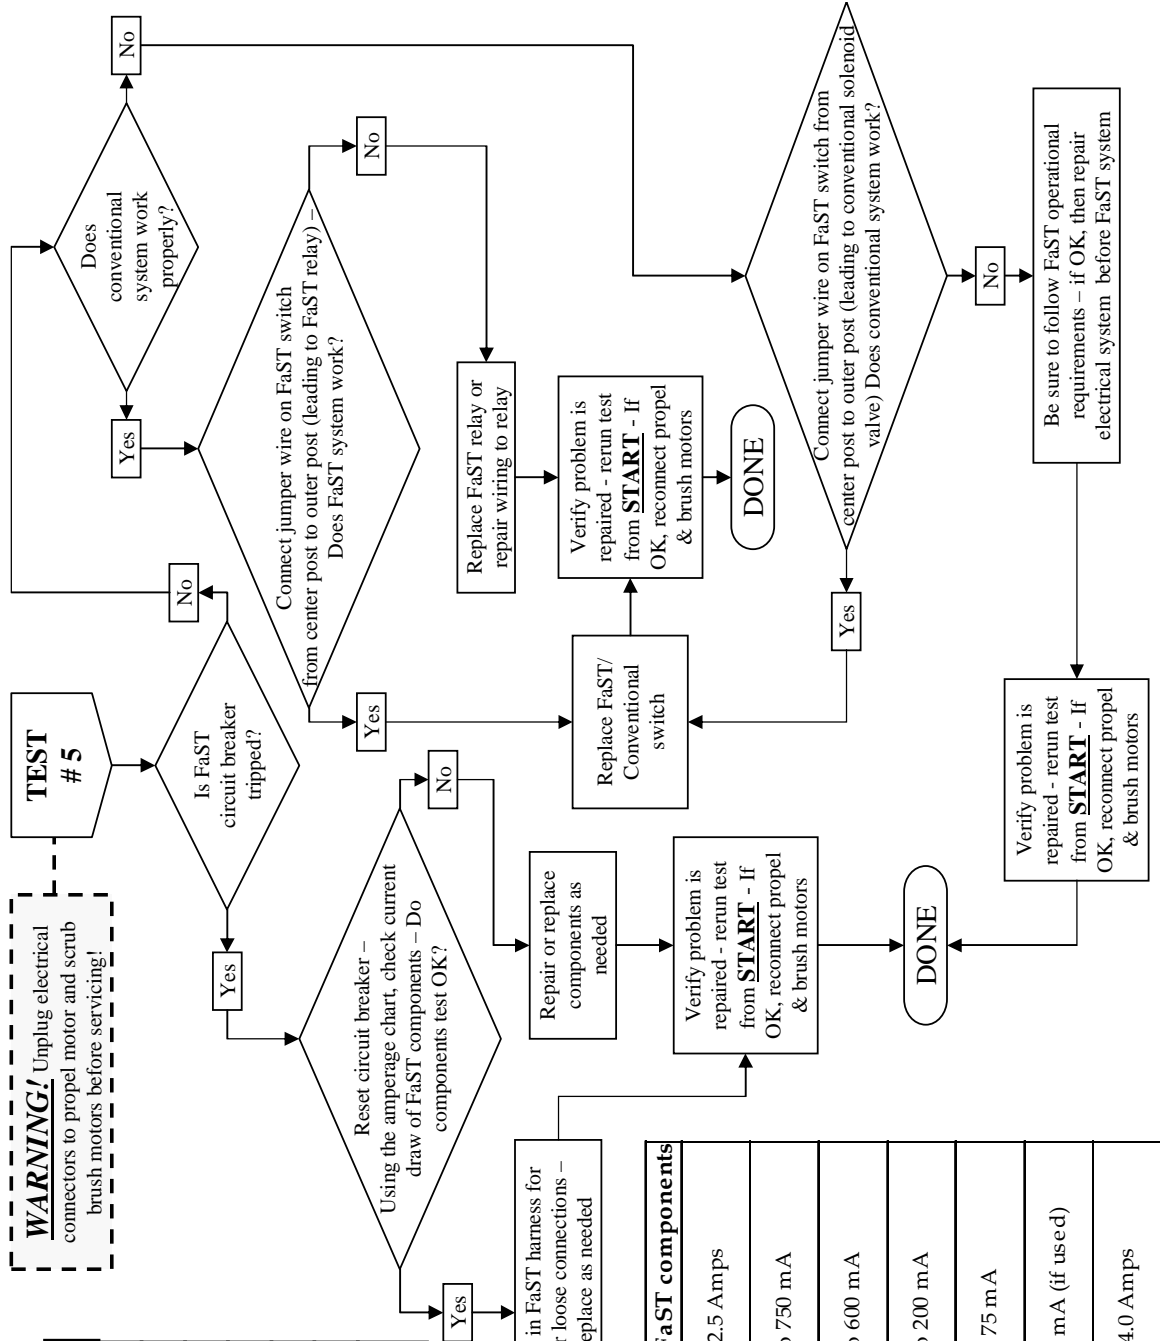 WARNING! Unplug electrical
connectors to propel motor and scrub
brush motors before servicing!
TEST
#5
Is FaST
circuit breaker
tripped?
No
Yes
Does
conventional
system work
properly?
No
Yes
Connect jumper wire on FaST switch
from center post to outer post (leading to FaST relay) –
Does FaST system work?
No
Yes
Reset circuit breaker –
Using the amperage chart, check current
draw of FaST components – Do
components test OK?
No
Yes
Replace FaST relay or
repair wiring to relay
Verify problem is
repaired - rerun test
from START - If
OK, reconnect propel
& brush motors
DONE
Replace FaST/
Conventional
switch
Repair or replace
components as
needed
Verify problem is
repaired - rerun test
from START - If
OK, reconnect propel
& brush motors
DONE
Connect jumper wire on FaST switch from
center post to outer post (leading to conventional solenoid
valve) Does conventional system work?
Yes
No
Be sure to follow FaST operational
requirements – if OK, then repair
electrical system before FaST system
Verify problem is
repaired - rerun test
from START - If
OK, reconnect propel
& brush motors
in FaST harness for
loose connections –
replace as needed
FaST components
2.5 Amps
750 mA
600 mA
200 mA
75 mA
mA (if used)
4.0 Amps